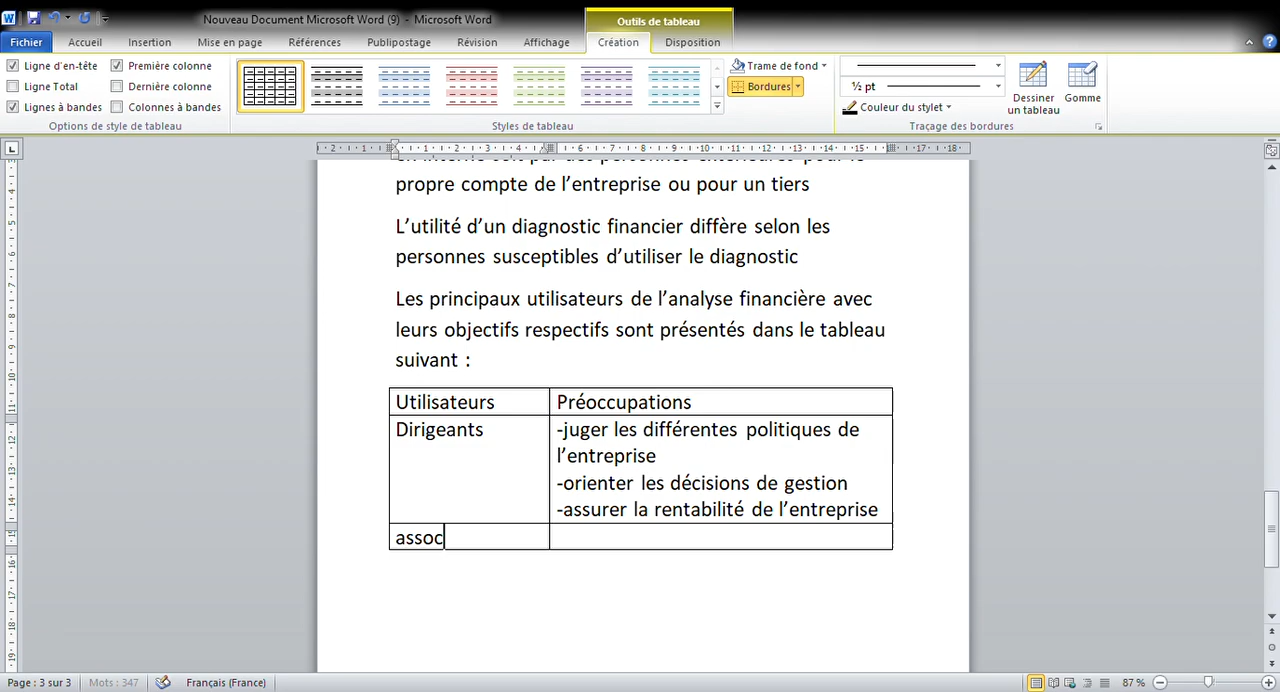 Nouveau Document Microsoft Word (9) - Microsoft Word
Outils de tableau
Fichier Accueil Insertion Mise en page Références Publipostage Révision Affichage Création Disposition
Ligne d'en-tête Première colonne
Ligne Total Dernière colonne
Lignes à bandes Colonnes à bandes
Options de style de tableau
Styles de tableau
Trame de fond
Bordures
½ pt
Couleur du stylet
Dessiner un tableau
Gomme
Traçage des bordures
propre compte de l’entreprise ou pour un tiers
L’utilité d’un diagnostic financier diffère selon les
personnes susceptibles d’utiliser le diagnostic
Les principaux utilisateurs de l’analyse financière avec
leurs objectifs respectifs sont présentés dans le tableau
suivant :
Utilisateurs Préoccupations
Dirigeants -juger les différentes politiques de
l’entreprise
-orienter les décisions de gestion
-assurer la rentabilité de l’entreprise
assoc
Page : 3 sur 3 Mots : 347 Français (France) 87 %